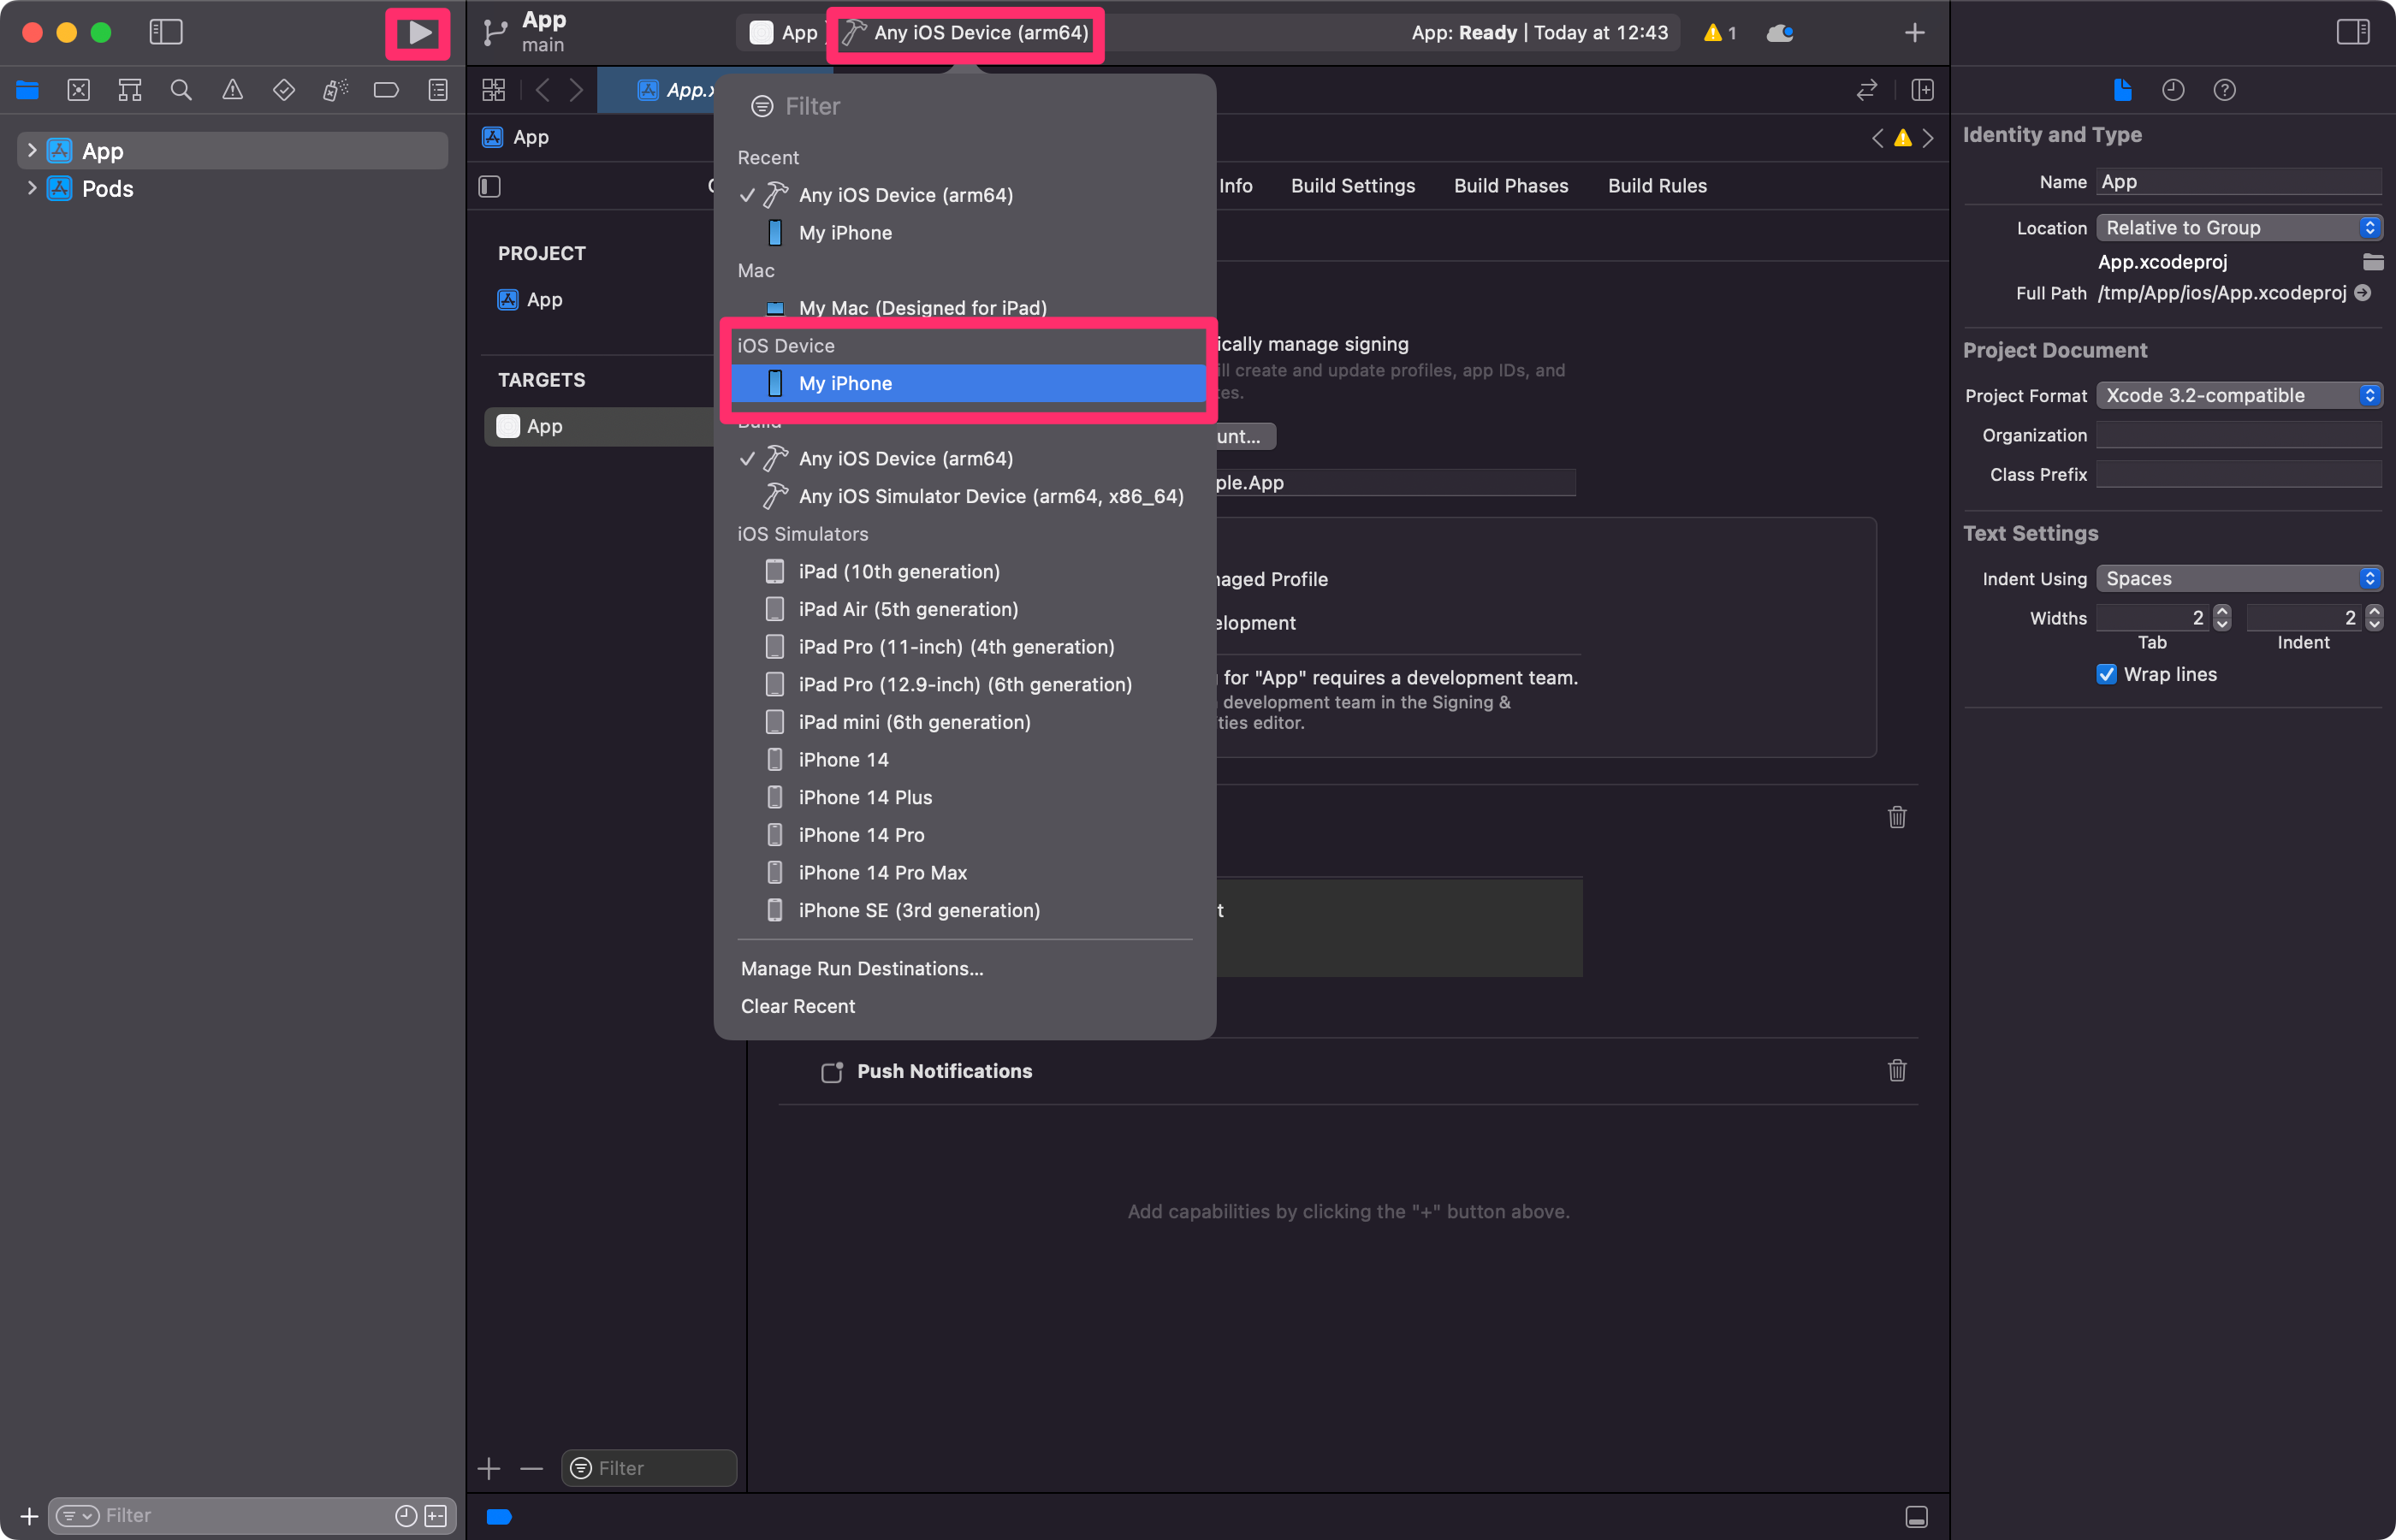 App
main
App
Any iOS Device (arm64)
App: Ready | Today at 12:43
1
App
Pods
App.x
App
Info
Build Settings
Build Phases
Build Rules
PROJECT
App
TARGETS
App
Filter
Recent
Any iOS Device (arm64)
My iPhone
Mac
My Mac (Designed for iPad)
iOS Device
My iPhone
Build
Any iOS Device (arm64)
Any iOS Simulator Device (arm64, x86_64)
iOS Simulators
iPad (10th generation)
iPad Air (5th generation)
iPad Pro (11-inch) (4th generation)
iPad Pro (12.9-inch) (6th generation)
iPad mini (6th generation)
iPhone 14
iPhone 14 Plus
iPhone 14 Pro
iPhone 14 Pro Max
iPhone SE (3rd generation)
Manage Run Destinations...
Clear Recent
ically manage signing
ill create and update profiles, app IDs, and
es.
unt...
ple.App
naged Profile
elopment
for "App" requires a development team.
development team in the Signing &
ties editor.
t
Push Notifications
Add capabilities by clicking the "+" button above.
Filter
Filter
Identity and Type
Name App
Location Relative to Group
App.xcodeproj
Full Path /tmp/App/ios/App.xcodeproj
Project Document
Project Format Xcode 3.2-compatible
Organization
Class Prefix
Text Settings
Indent Using Spaces
Widths 2 2
Tab Indent
Wrap lines